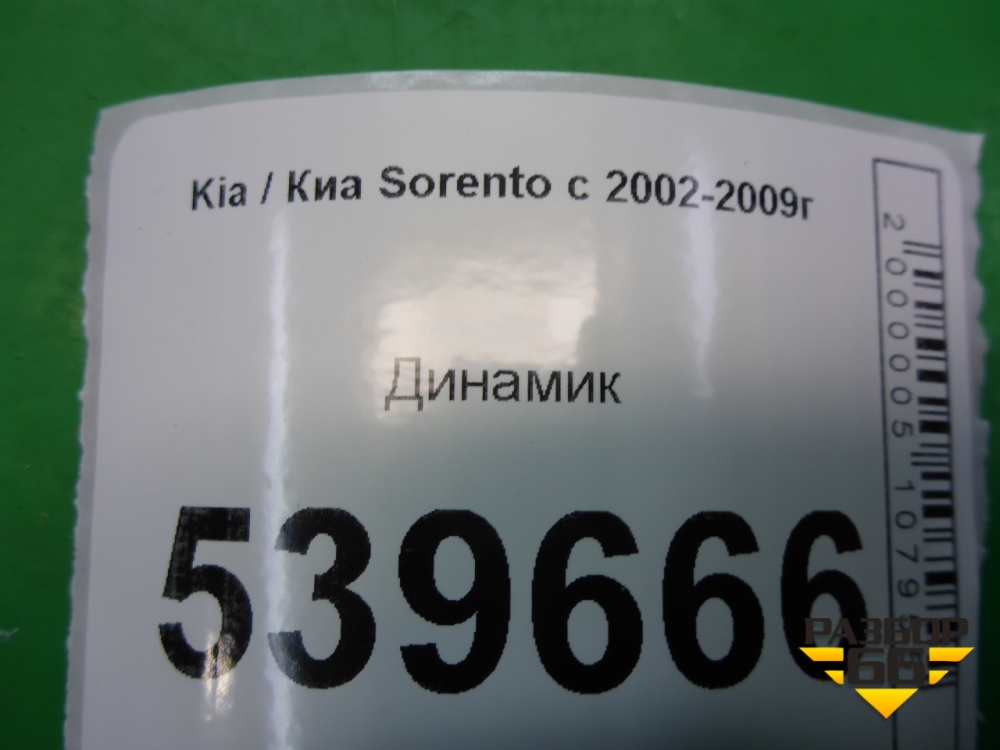 Kia / Киа Sorento с 2002-2009г
Динамик
539666
РАЗБОР
66